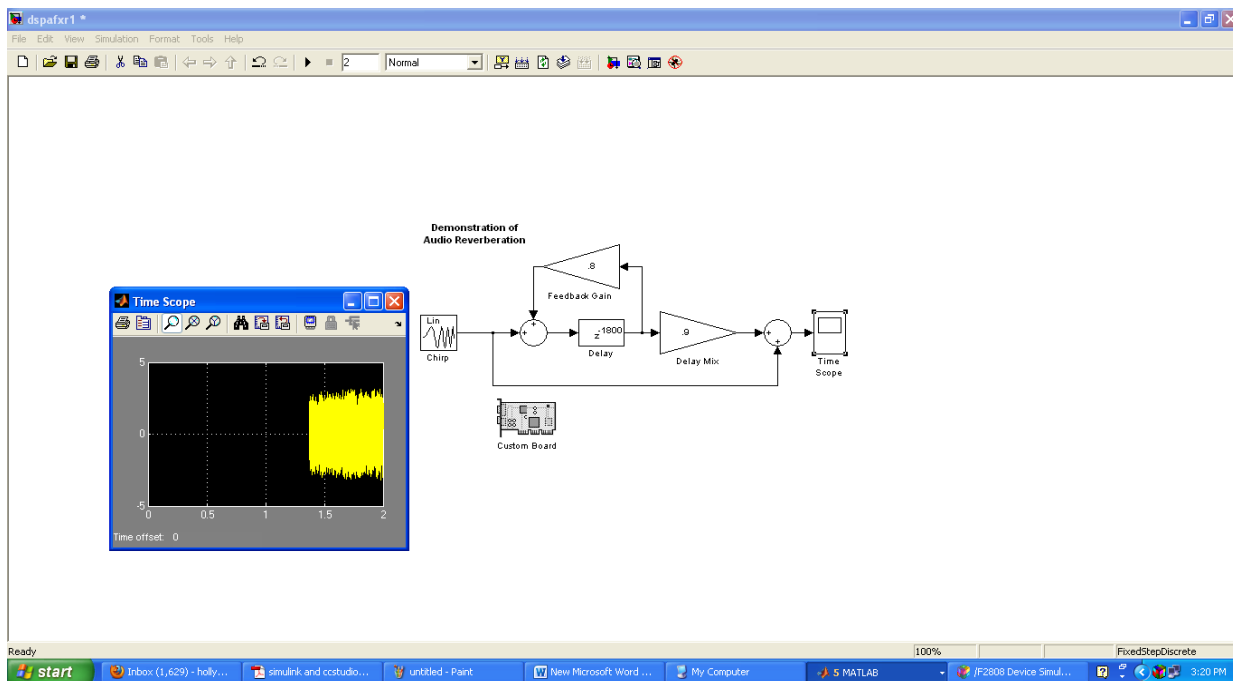 dspafxr1 *
File Edit View Simulation Format Tools Help
2 Normal
Demonstration of
Audio Reverberation
.8
Feedback Gain
Lin
Chirp
+
+
z^-1800
Delay
.9
Delay Mix
+
+
Time
Scope
Custom Board
Time Scope
5
0
-5
0 0.5 1 1.5 2
Time offset: 0
Ready 100% FixedStepDiscrete
start Inbox (1,629) - holly... simulink and ccstudio... untitled - Paint New Microsoft Word ... My Computer 5 MATLAB /F2808 Device Simul... 3:20 PM